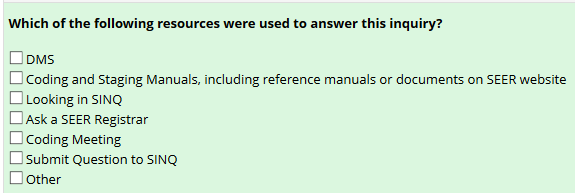 Which of the following resources were used to answer this inquiry?
DMS
Coding and Staging Manuals, including reference manuals or documents on SEER website
Looking in SINQ
Ask a SEER Registrar
Coding Meeting
Submit Question to SINQ
Other